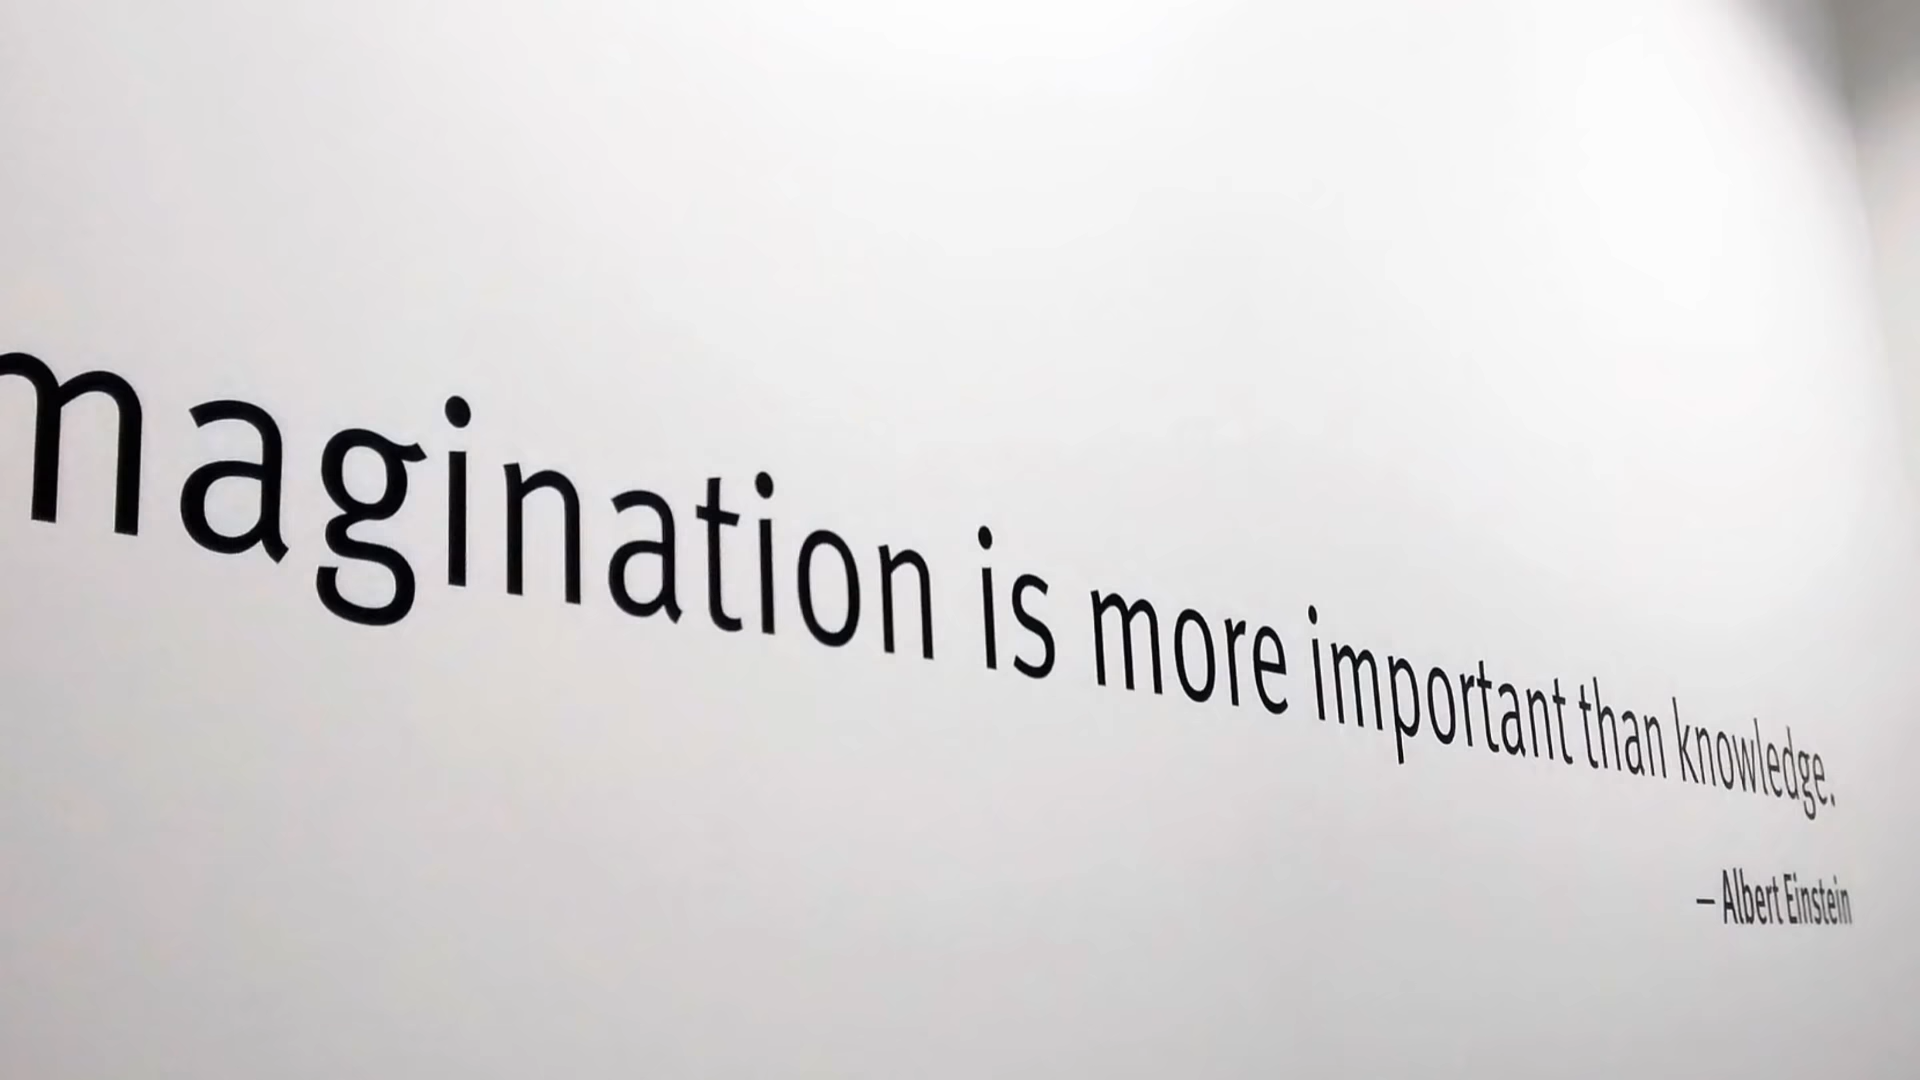 magination is more important than knowledge.
– Albert Einstein